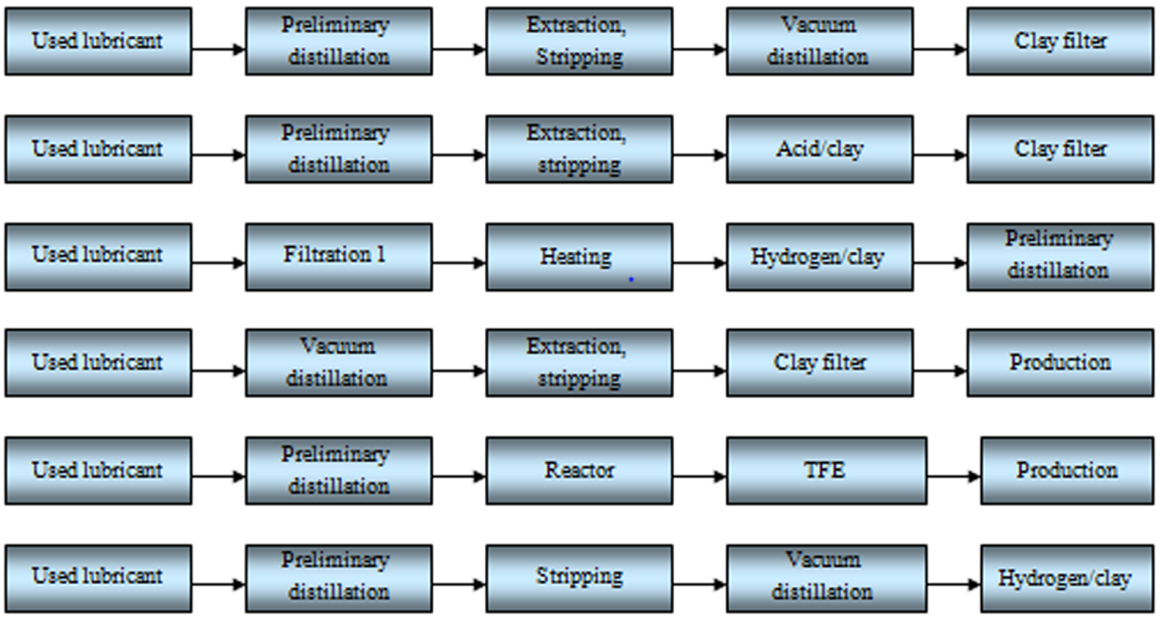 Used lubricant
Preliminary
distillation
Extraction,
Stripping
Vacuum
distillation
Clay filter
Used lubricant
Preliminary
distillation
Extraction,
stripping
Acid/clay
Clay filter
Used lubricant
Filtration 1
Heating
Hydrogen/clay
Preliminary
distillation
Used lubricant
Vacuum
distillation
Extraction,
stripping
Clay filter
Production
Used lubricant
Preliminary
distillation
Reactor
TFE
Production
Used lubricant
Preliminary
distillation
Stripping
Vacuum
distillation
Hydrogen/clay